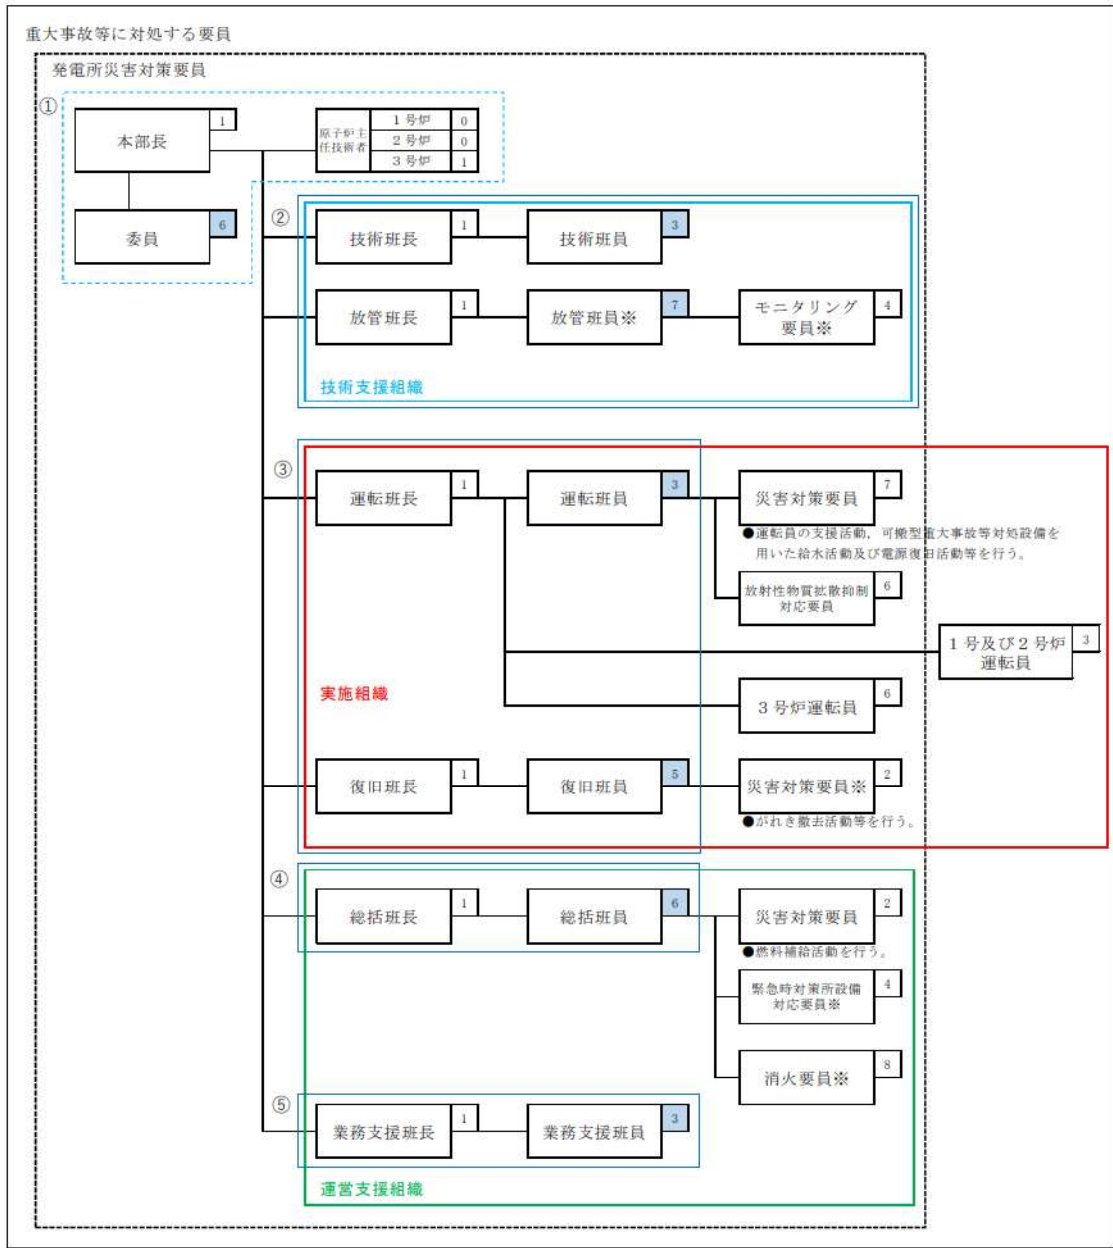 重大事故等に対処する要員
発電所災害対策要員
①
本部長
1
原子炉主
任技術者
1号炉
0
2号炉
0
3号炉
1
委員
6
②
技術班長
1
技術班員
3
放管班長
1
放管班員※
7
モニタリング
要員※
4
技術支援組織
③
運転班長
1
運転班員
3
災害対策要員
7
●運転員の支援活動，可搬型重大事故等対処設備を
用いた給水活動及び電源復旧活動等を行う。
放射性物質拡散抑制
対応要員
6
1号及び2号炉
運転員
3
実施組織
3号炉運転員
6
復旧班長
1
復旧班員
5
災害対策要員※
2
●がれき撤去活動等を行う。
④
総括班長
1
総括班員
6
災害対策要員
2
●燃料補給活動を行う。
緊急時対策所設備
対応要員※
4
消火要員※
8
⑤
業務支援班長
1
業務支援班員
3
運営支援組織